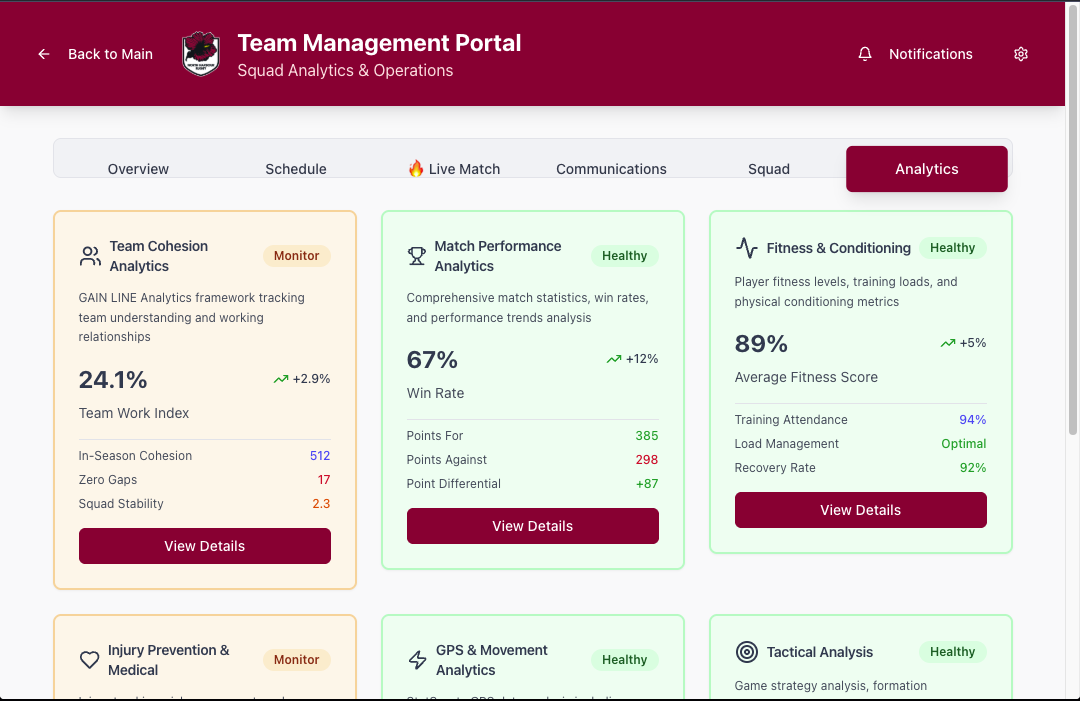 Back to Main
Team Management Portal
Squad Analytics & Operations
Notifications
Overview
Schedule
🔥 Live Match
Communications
Squad
Analytics
Team Cohesion
Analytics
Monitor
GAIN LINE Analytics framework tracking
team understanding and working
relationships
24.1%
+2.9%
Team Work Index
In-Season Cohesion
512
Zero Gaps
17
Squad Stability
2.3
View Details
Match Performance
Analytics
Healthy
Comprehensive match statistics, win rates,
and performance trends analysis
67%
+12%
Win Rate
Points For
385
Points Against
298
Point Differential
+87
View Details
Fitness & Conditioning
Healthy
Player fitness levels, training loads, and
physical conditioning metrics
89%
+5%
Average Fitness Score
Training Attendance
94%
Load Management
Optimal
Recovery Rate
92%
View Details
Injury Prevention &
Medical
Monitor
GPS & Movement
Analytics
Healthy
Tactical Analysis
Healthy
Game strategy analysis, formation